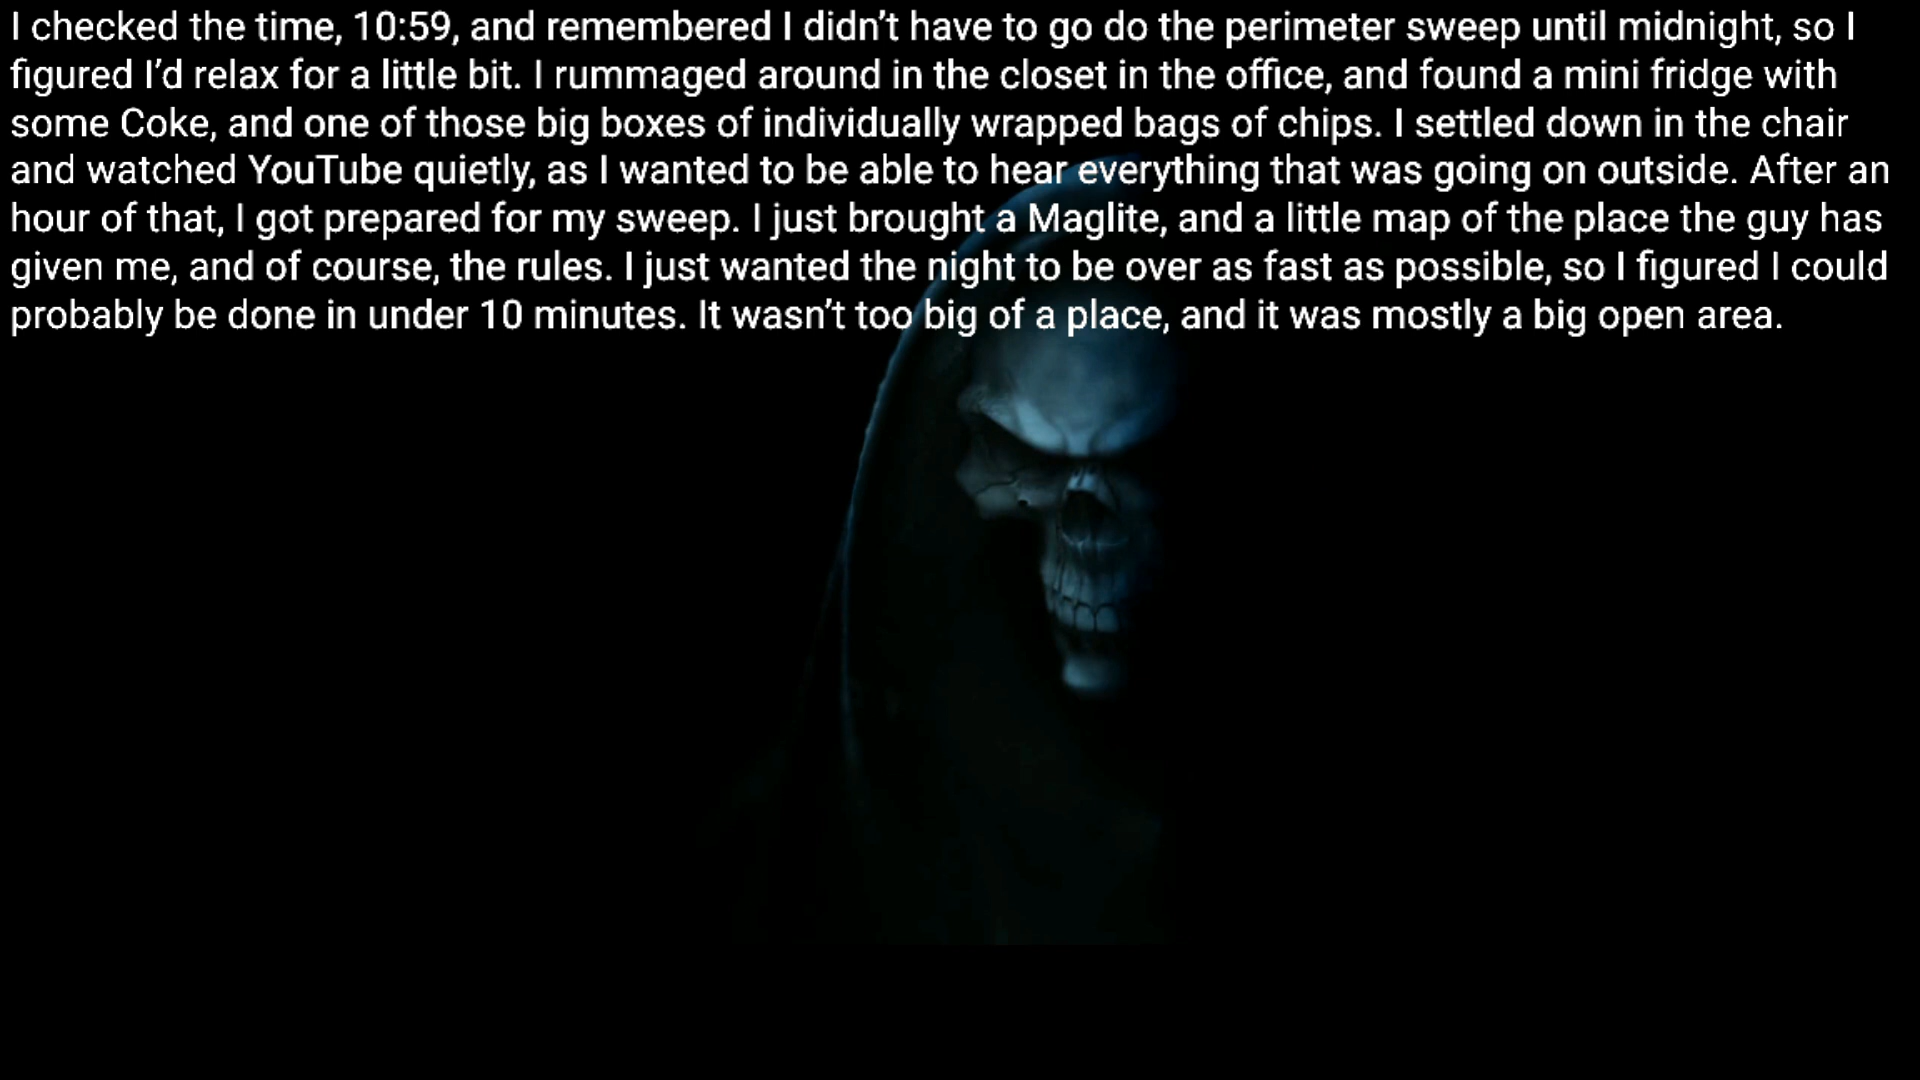 I checked the time, 10:59, and remembered I didn’t have to go do the perimeter sweep until midnight, so I
figured I’d relax for a little bit. I rummaged around in the closet in the office, and found a mini fridge with
some Coke, and one of those big boxes of individually wrapped bags of chips. I settled down in the chair
and watched YouTube quietly, as I wanted to be able to hear everything that was going on outside. After an
hour of that, I got prepared for my sweep. I just brought a Maglite, and a little map of the place the guy has
given me, and of course, the rules. I just wanted the night to be over as fast as possible, so I figured I could
probably be done in under 10 minutes. It wasn’t too big of a place, and it was mostly a big open area.